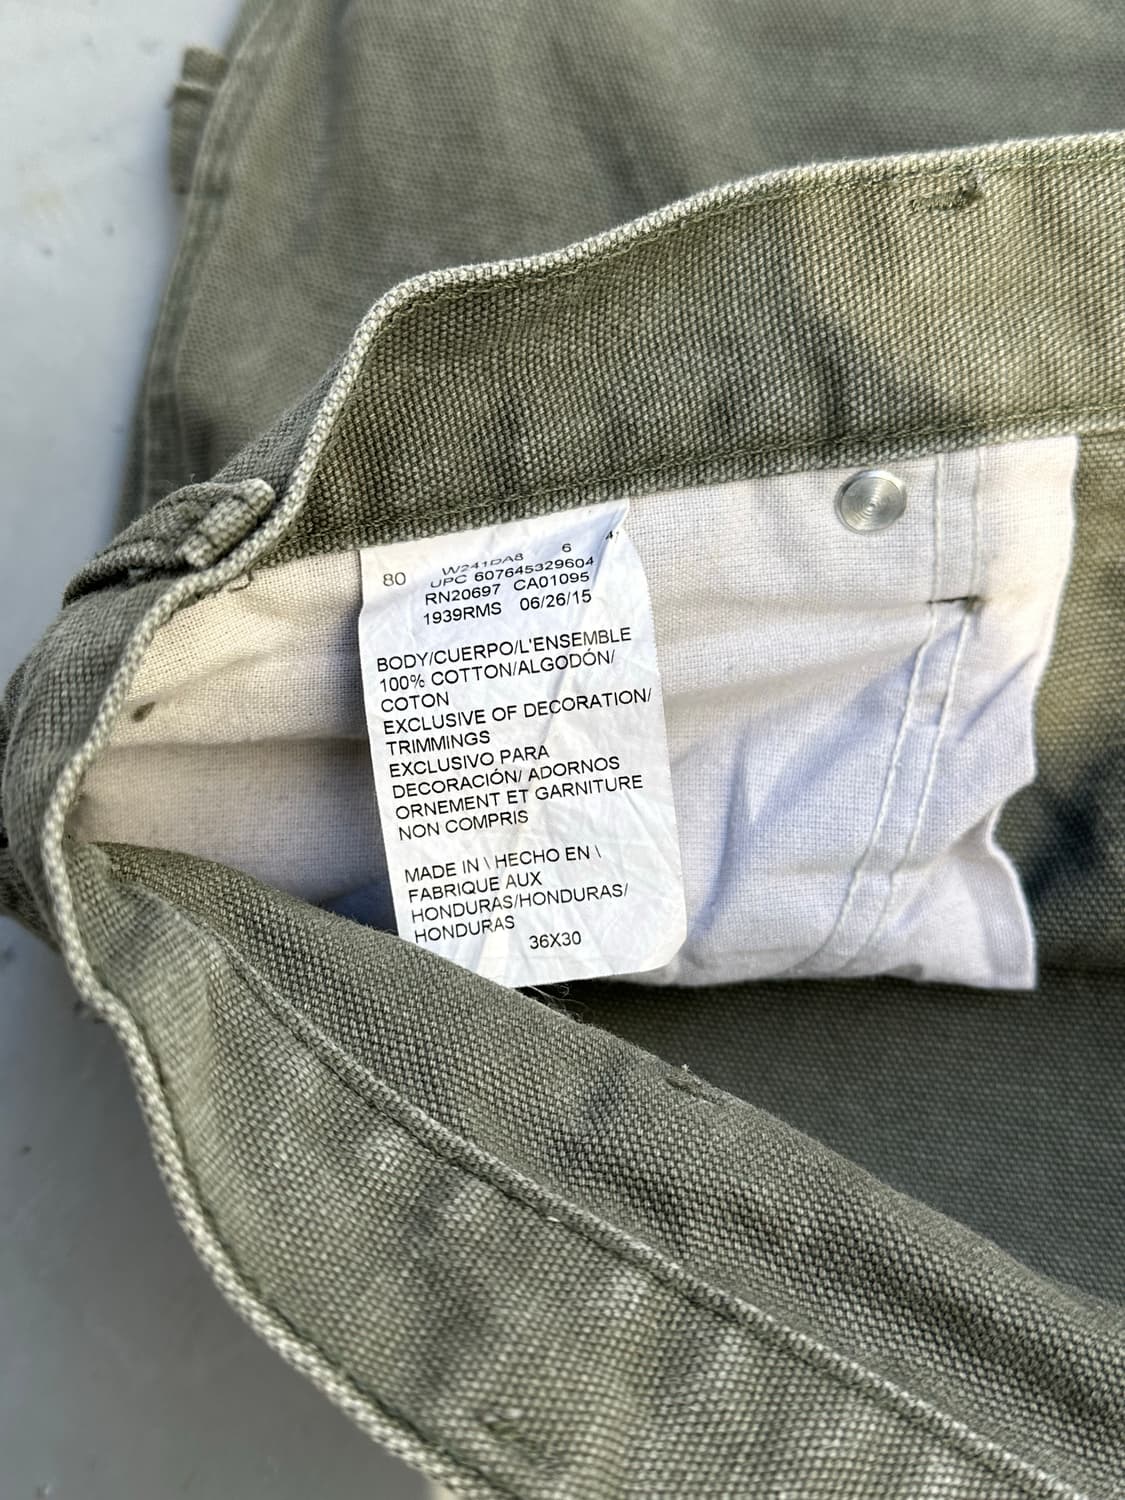 80 W241DA8 6
UPC 607645329604
RN20697 CA01095
1939RMS 06/26/15
BODY/CUERPO/L'ENSEMBLE
100% COTTON/ALGODÓN/
COTON
EXCLUSIVE OF DECORATION/
TRIMMINGS
EXCLUSIVO PARA
DECORACIÓN/ ADORNOS
ORNEMENT ET GARNITURE
NON COMPRIS
MADE IN \ HECHO EN \
FABRIQUE AUX
HONDURAS/HONDURAS/
HONDURAS
36X30